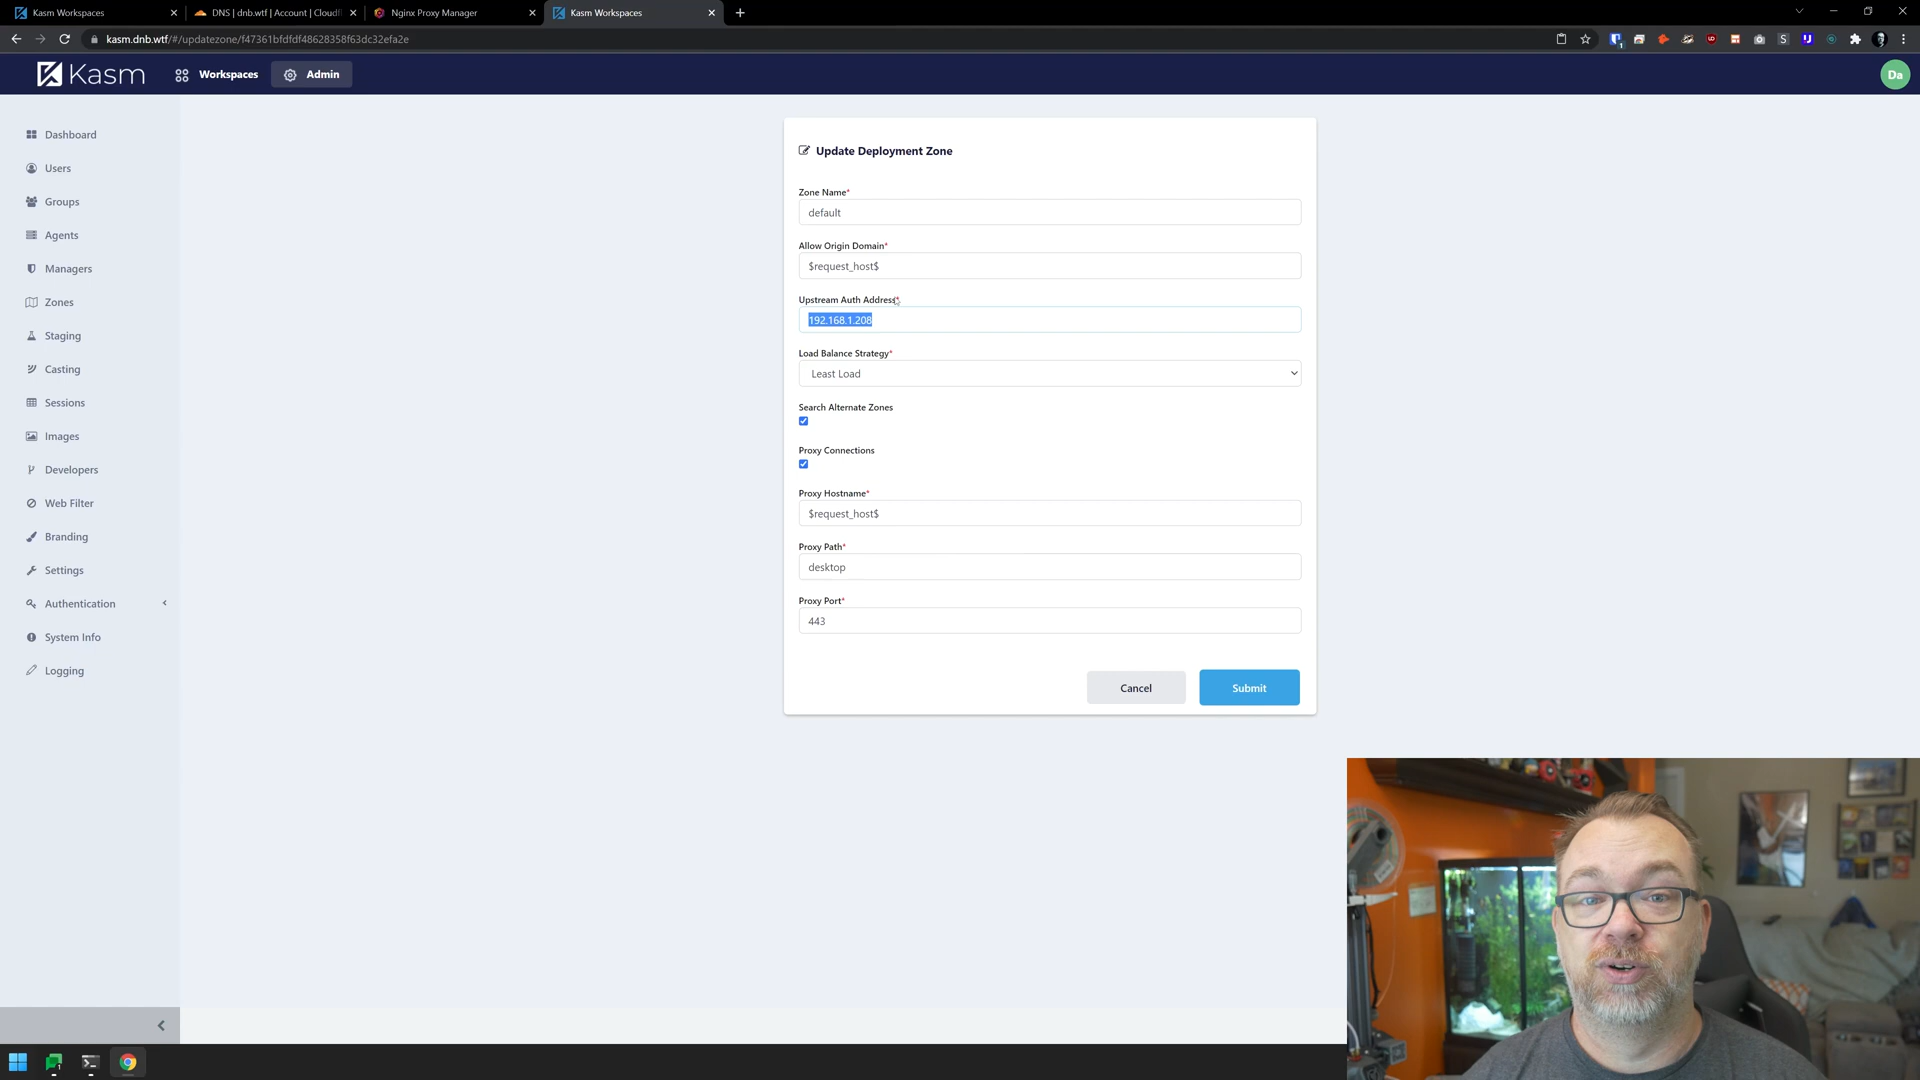 Kasm Workspaces
DNS | dnb.wtf | Account | Cloudfl
Nginx Proxy Manager
Kasm Workspaces
kasm.dnb.wtf/#/updatezone/f47361bfdfdf48628358f63dc32efa2e
Kasm
Workspaces
Admin
Da
Dashboard
Users
Groups
Agents
Managers
Zones
Staging
Casting
Sessions
Images
Developers
Web Filter
Branding
Settings
Authentication
System Info
Logging
Update Deployment Zone
Zone Name*
default
Allow Origin Domain*
$request_host$
Upstream Auth Address*
192.168.1.208
Load Balance Strategy*
Least Load
Search Alternate Zones
Proxy Connections
Proxy Hostname*
$request_host$
Proxy Path*
desktop
Proxy Port*
443
Cancel
Submit